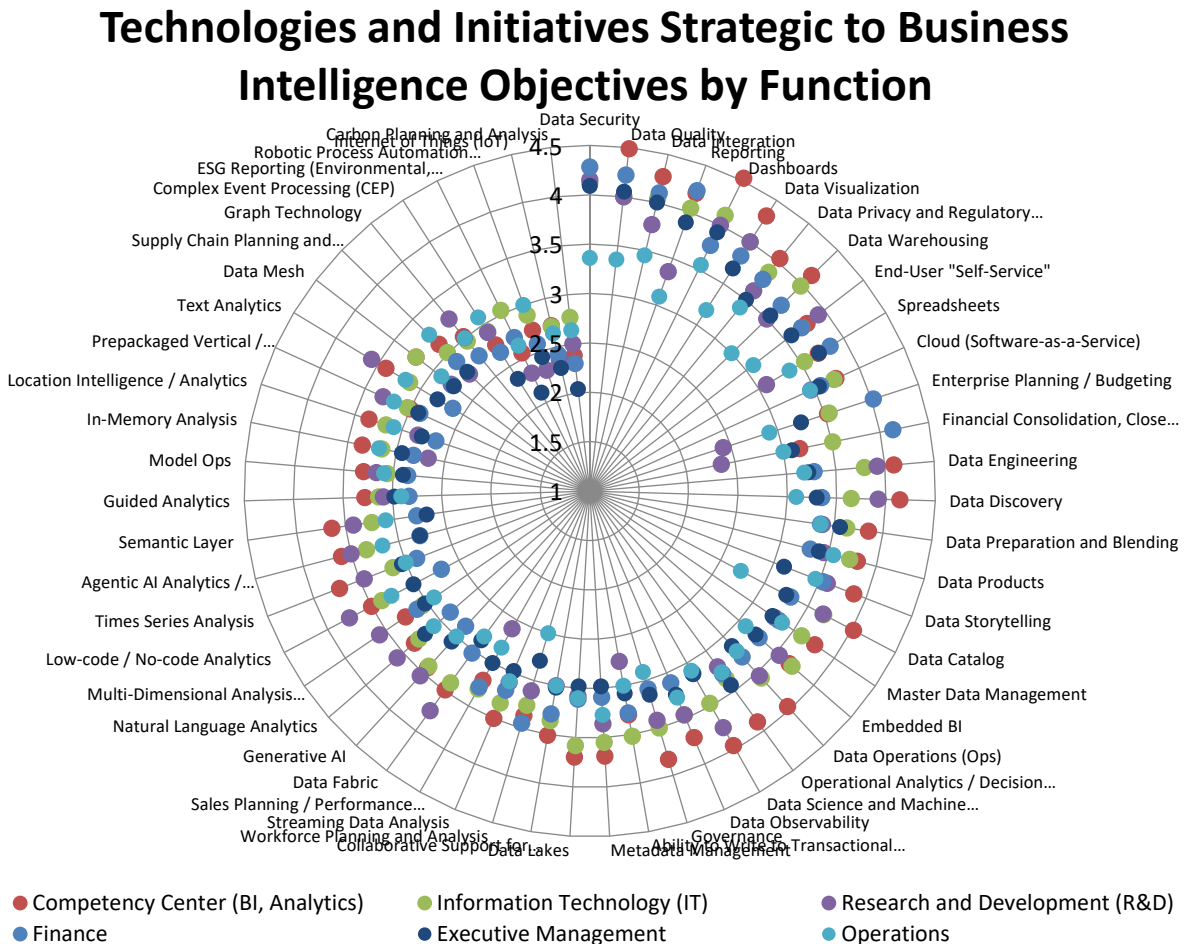 Technologies and Initiatives Strategic to Business
Intelligence Objectives by Function
Data Security
Data Quality
Data Integration
Reporting
Dashboards
Data Visualization
Data Privacy and Regulatory...
Data Warehousing
End-User "Self-Service"
Spreadsheets
Cloud (Software-as-a-Service)
Enterprise Planning / Budgeting
Financial Consolidation, Close...
Data Engineering
Data Discovery
Data Preparation and Blending
Data Products
Data Storytelling
Data Catalog
Master Data Management
Embedded BI
Data Operations (Ops)
Operational Analytics / Decision...
Data Science and Machine...
Data Observability
Governance
Ability to Write to Transactional...
Metadata Management
Data Lakes
Collaborative Support for...
Workforce Planning and Analysis
Streaming Data Analysis
Sales Planning / Performance...
Data Fabric
Generative AI
Natural Language Analytics
Multi-Dimensional Analysis...
Low-code / No-code Analytics
Times Series Analysis
Agentic AI Analytics /...
Semantic Layer
Guided Analytics
Model Ops
In-Memory Analysis
Location Intelligence / Analytics
Prepackaged Vertical /...
Text Analytics
Data Mesh
Supply Chain Planning and...
Graph Technology
Complex Event Processing (CEP)
ESG Reporting (Environmental,...
Robotic Process Automation...
Internet of Things (IoT)
Carbon Planning and Analysis
4.5
4
3.5
3
2.5
2
1.5
1
Competency Center (BI, Analytics)
Information Technology (IT)
Research and Development (R&D)
Finance
Executive Management
Operations